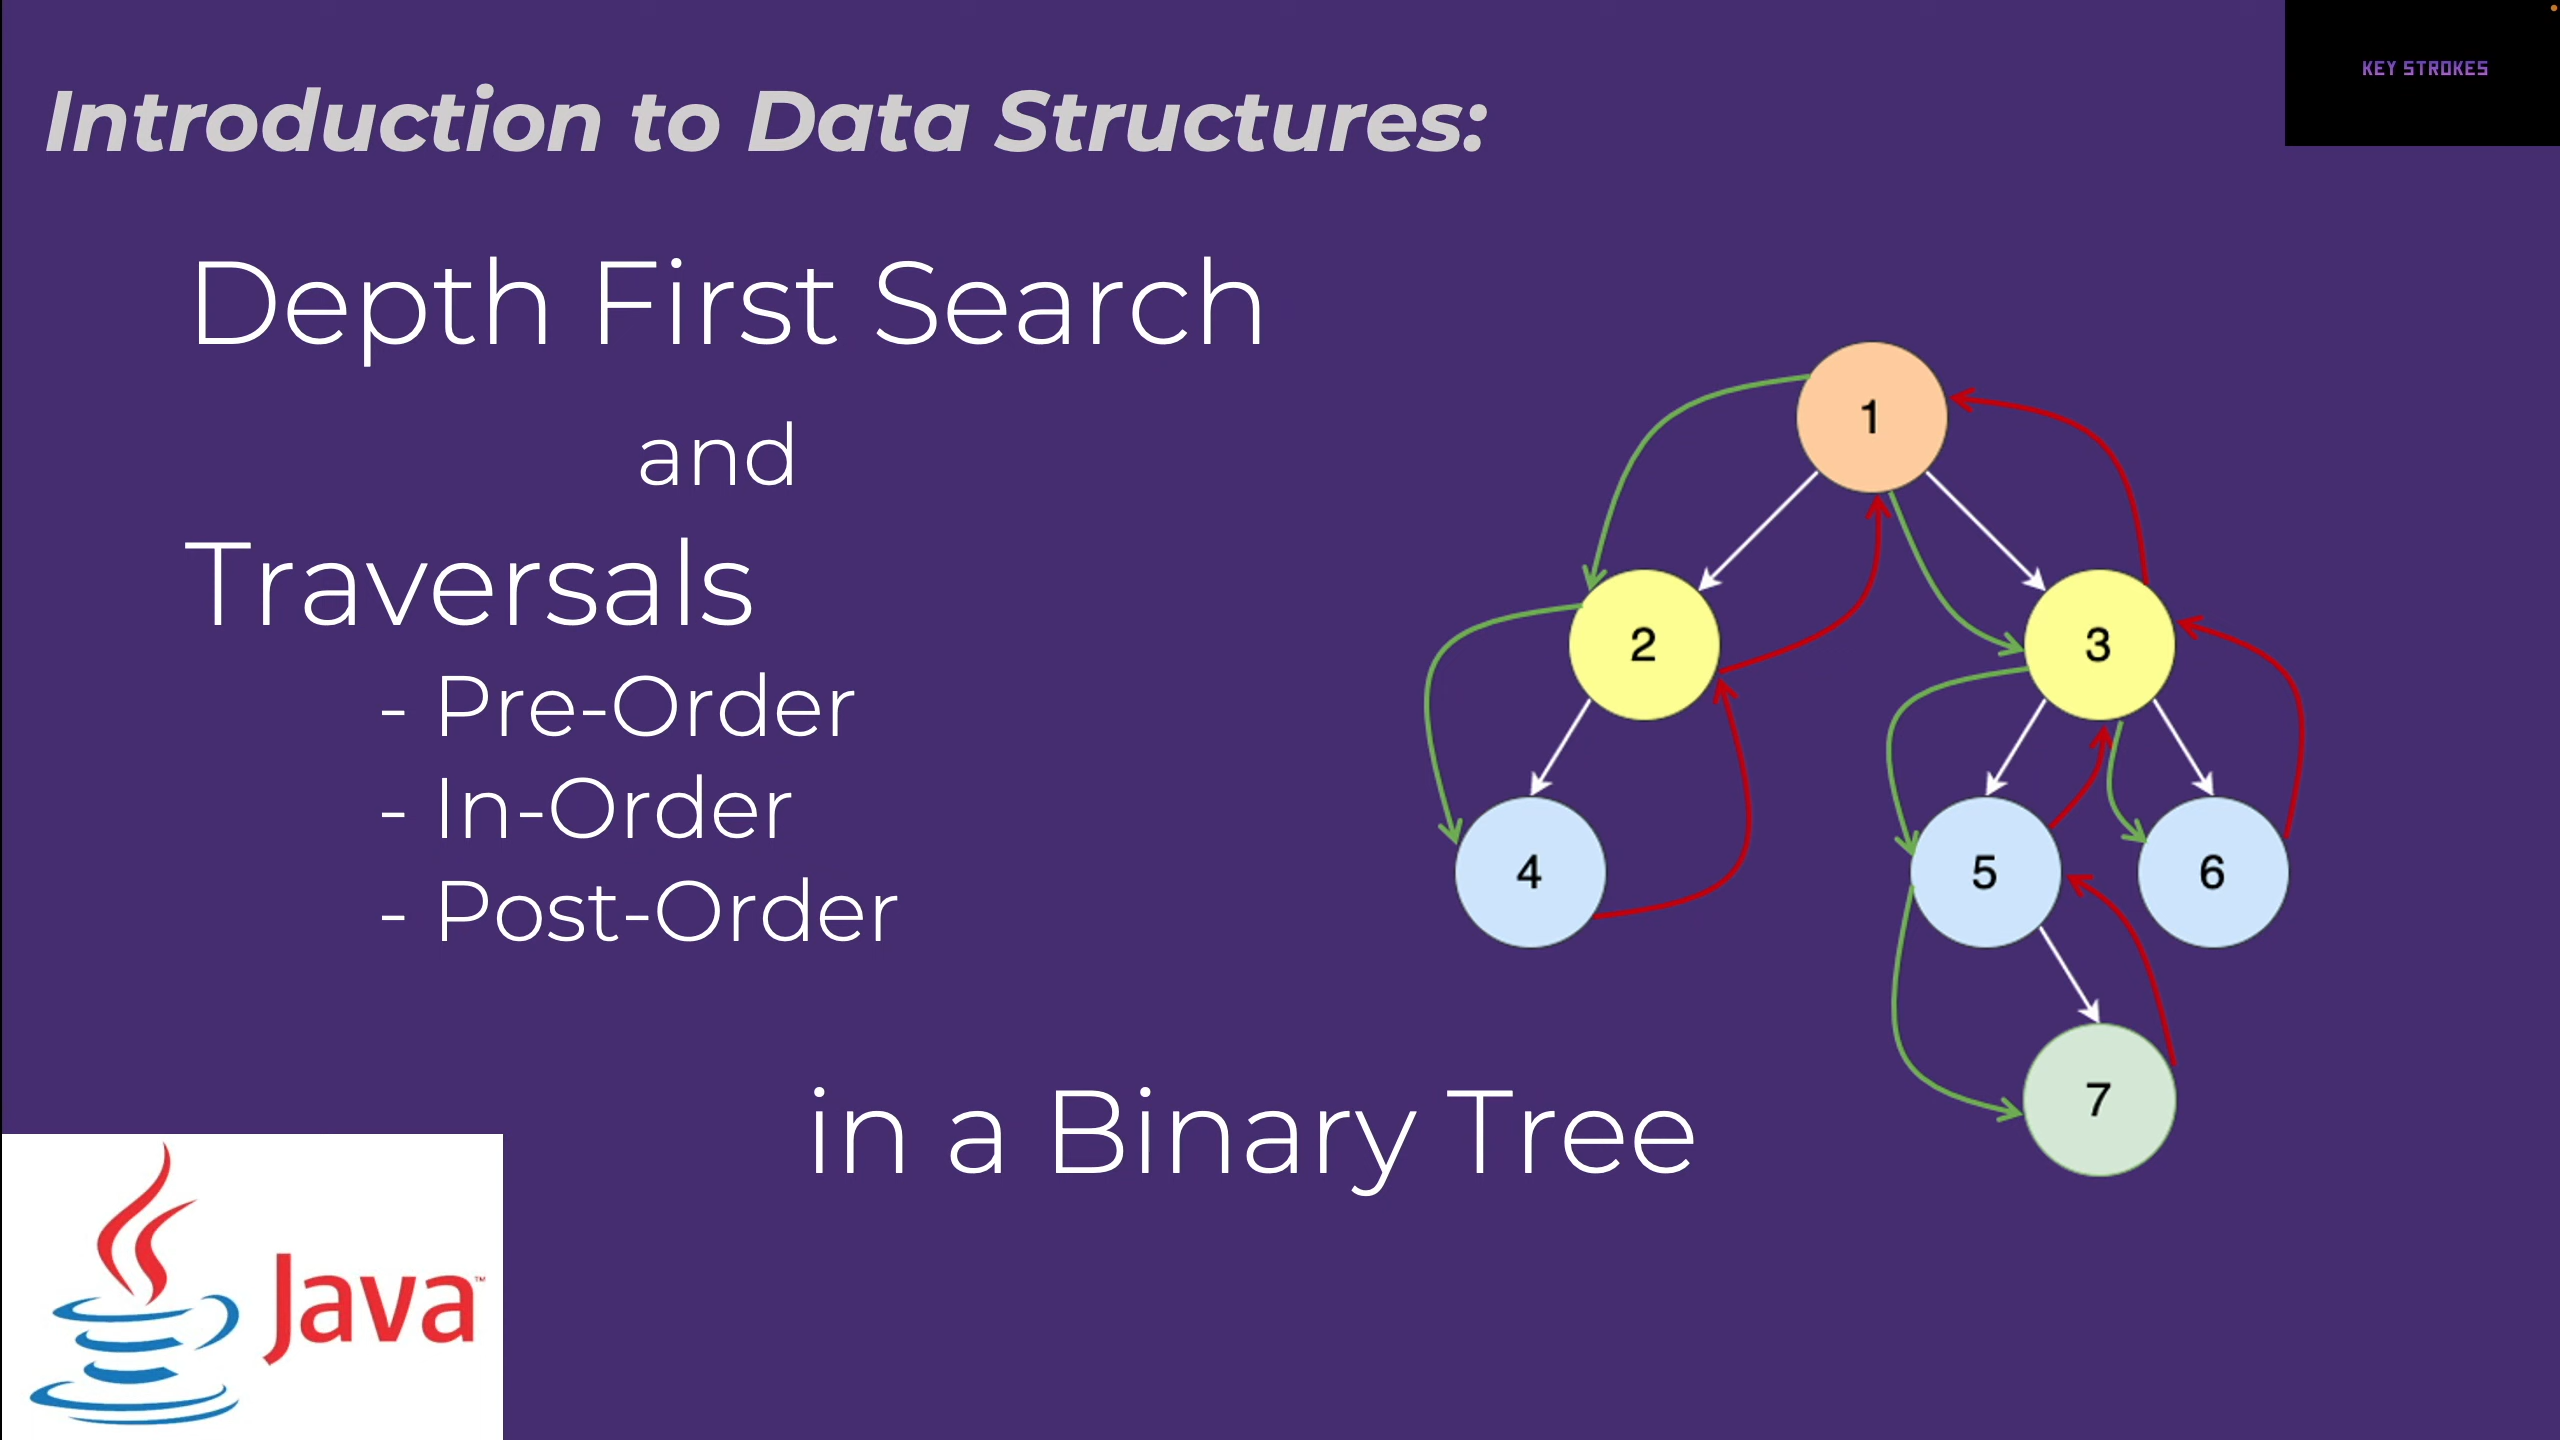 KEY STROKES
Introduction to Data Structures:
Depth First Search
and
Traversals
- Pre-Order
- In-Order
- Post-Order
in a Binary Tree
1
2
3
4
5
6
7
Java™